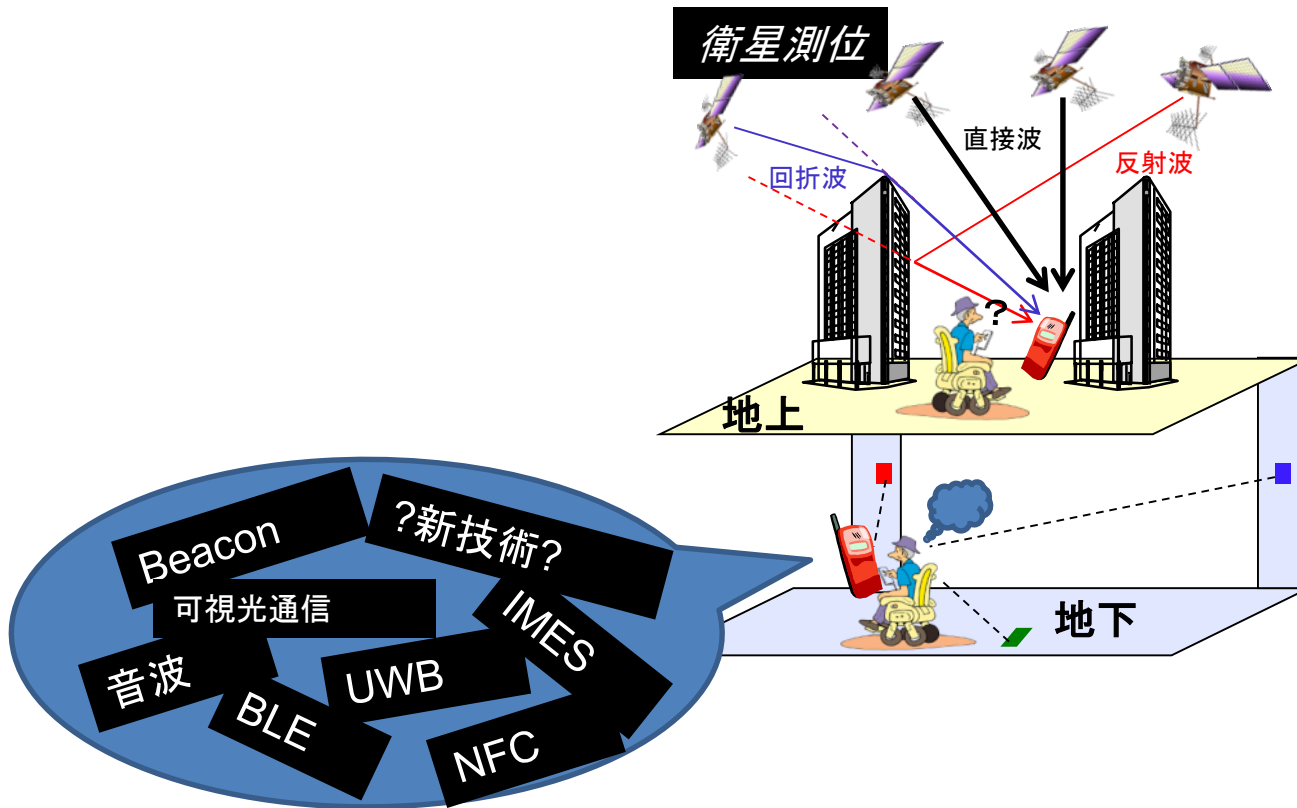 衛星測位
直接波
回折波
反射波
?
地上
Beacon
?新技術?
可視光通信
IMES
音波
UWB
BLE
NFC
地下